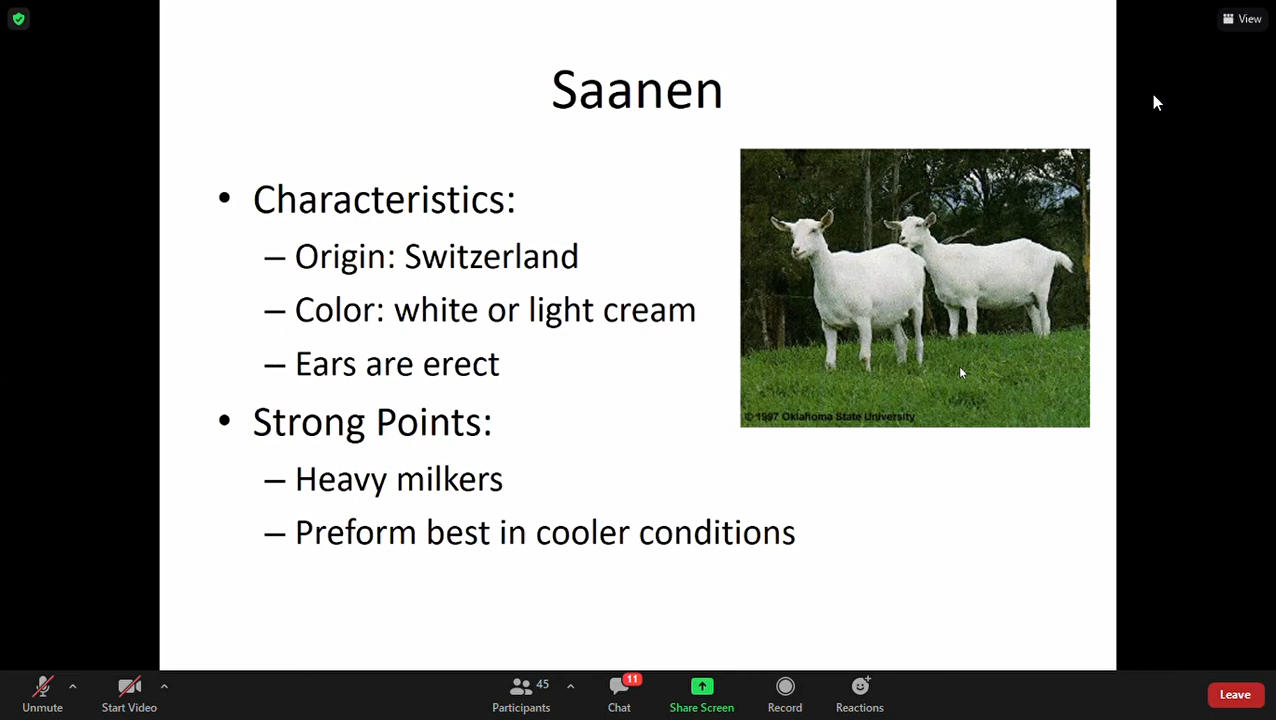 View
Saanen
• Characteristics:
– Origin: Switzerland
– Color: white or light cream
– Ears are erect
• Strong Points:
– Heavy milkers
– Preform best in cooler conditions
© 1997 Oklahoma State University
Unmute
Start Video
45
Participants
11
Chat
Share Screen
Record
Reactions
Leave